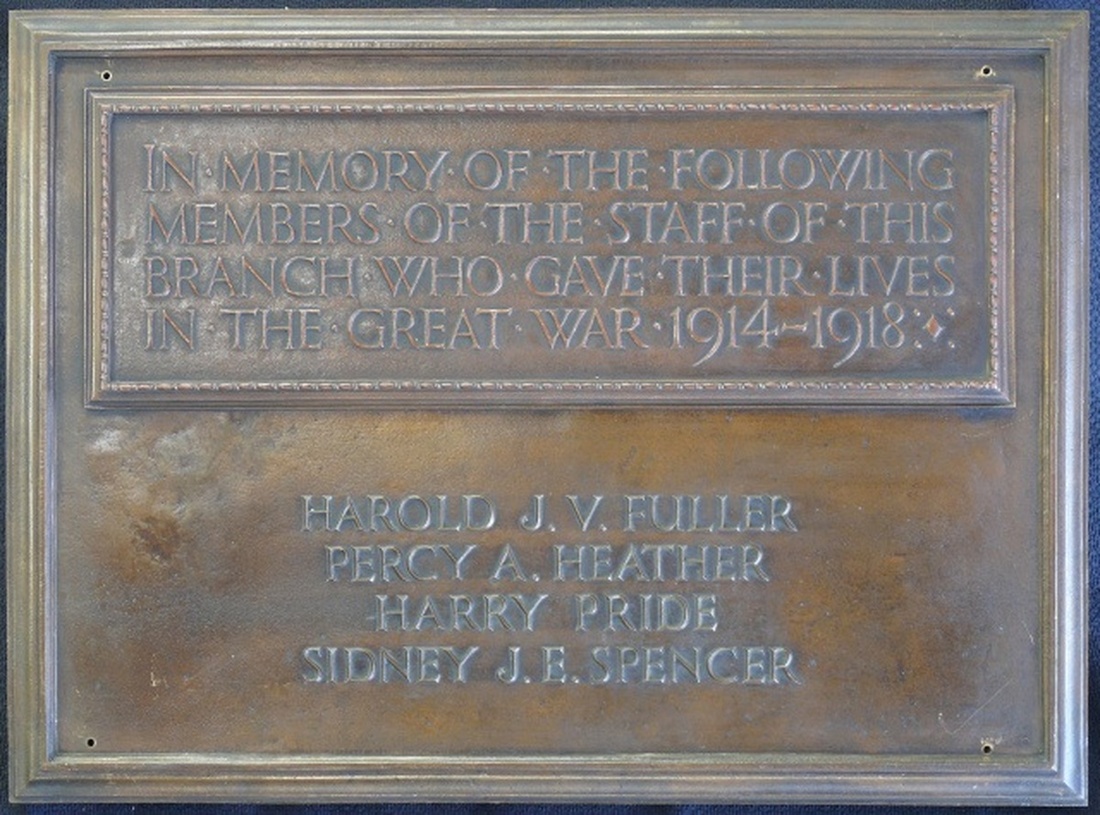 IN · MEMORY · OF · THE · FOLLOWING
MEMBERS · OF · THE · STAFF · OF · THIS
BRANCH · WHO · GAVE · THEIR · LIVES
IN · THE · GREAT · WAR · 1914–1918
HAROLD J. V. FULLER
PERCY A. HEATHER
HARRY PRIDE
SIDNEY J. E. SPENCER